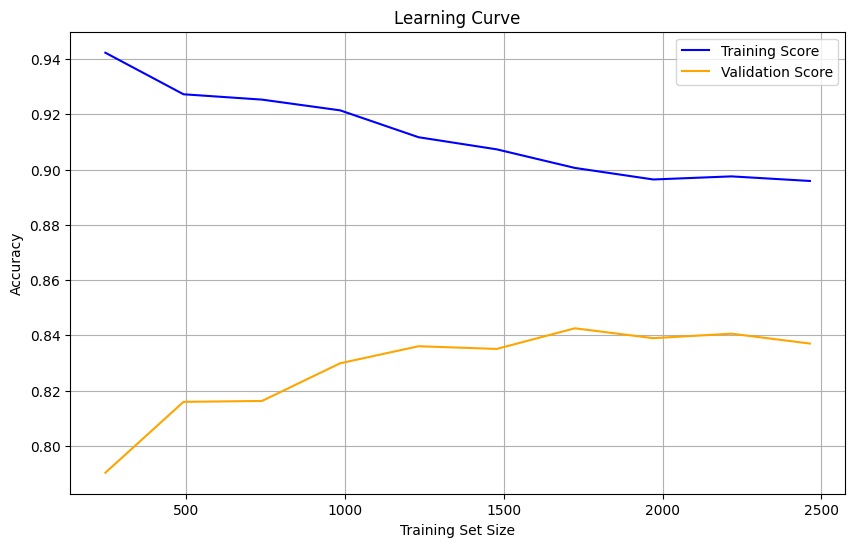 Learning Curve
Training Score
Validation Score
0.94
0.92
0.90
0.88
0.86
0.84
0.82
0.80
Accuracy
500
1000
1500
2000
2500
Training Set Size